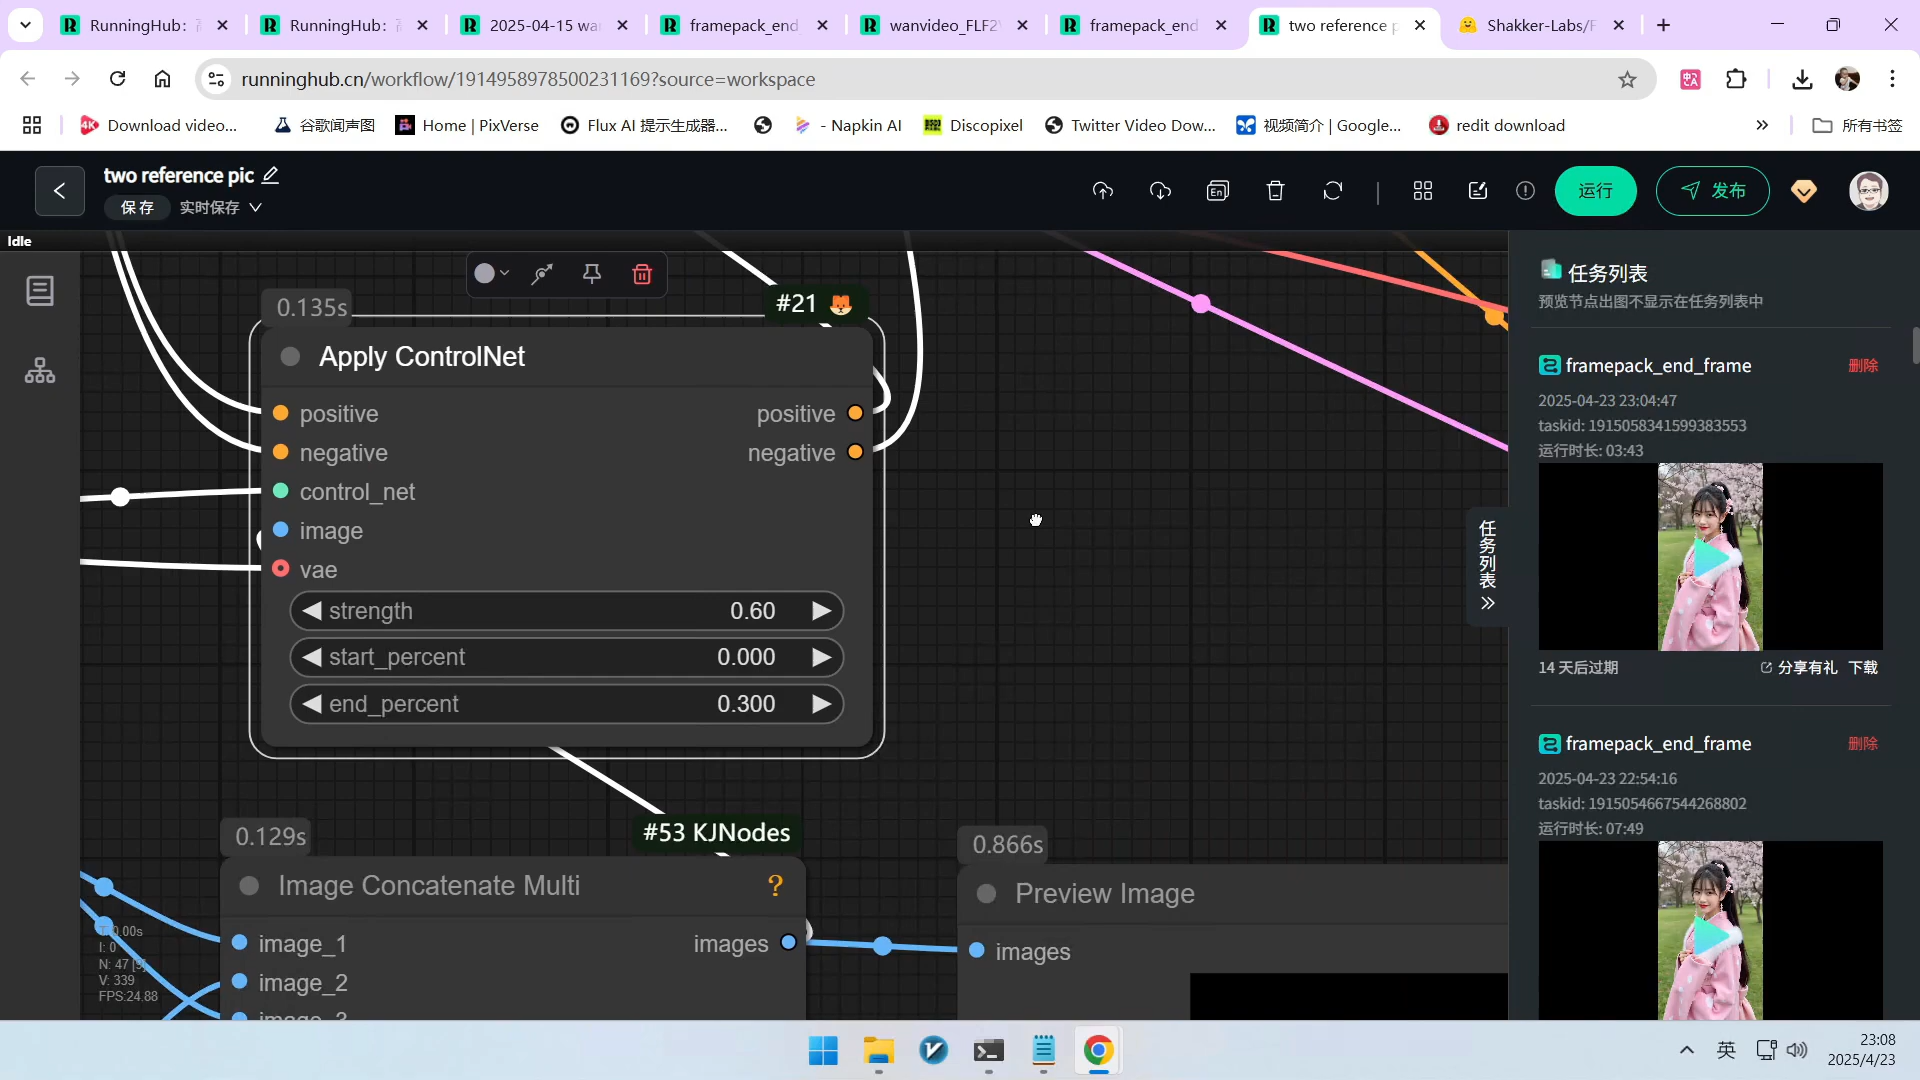 RunningHub:
RunningHub:
2025-04-15 wa
framepack_end
wanvideo_FLF2
framepack_end
two reference p
Shakker-Labs/F
runninghub.cn/workflow/1914958978500231169?source=workspace
Download video...
谷歌闻声图
Home | PixVerse
Flux AI 提示生成器...
- Napkin AI
Discopixel
Twitter Video Dow...
视频简介 | Google...
redit download
所有书签
two reference pic
保存
实时保存
En
运行
发布
Idle
0.135s
#21
Apply ControlNet
positive
positive
negative
negative
control_net
image
vae
strength
0.60
start_percent
0.000
end_percent
0.300
0.129s
#53 KJNodes
Image Concatenate Multi
?
image_1
images
image_2
image_3
0.866s
Preview Image
images
T: 0.00s
I: 0
N: 47 [9]
V: 339
FPS:24.88
任务列表
任务列表
预览节点出图不显示在任务列表中
framepack_end_frame
删除
2025-04-23 23:04:47
taskid: 1915058341599383553
运行时长: 03:43
14 天后过期
分享有礼
下载
framepack_end_frame
删除
2025-04-23 22:54:16
taskid: 1915054667544268802
运行时长: 07:49
英
23:08
2025/4/23